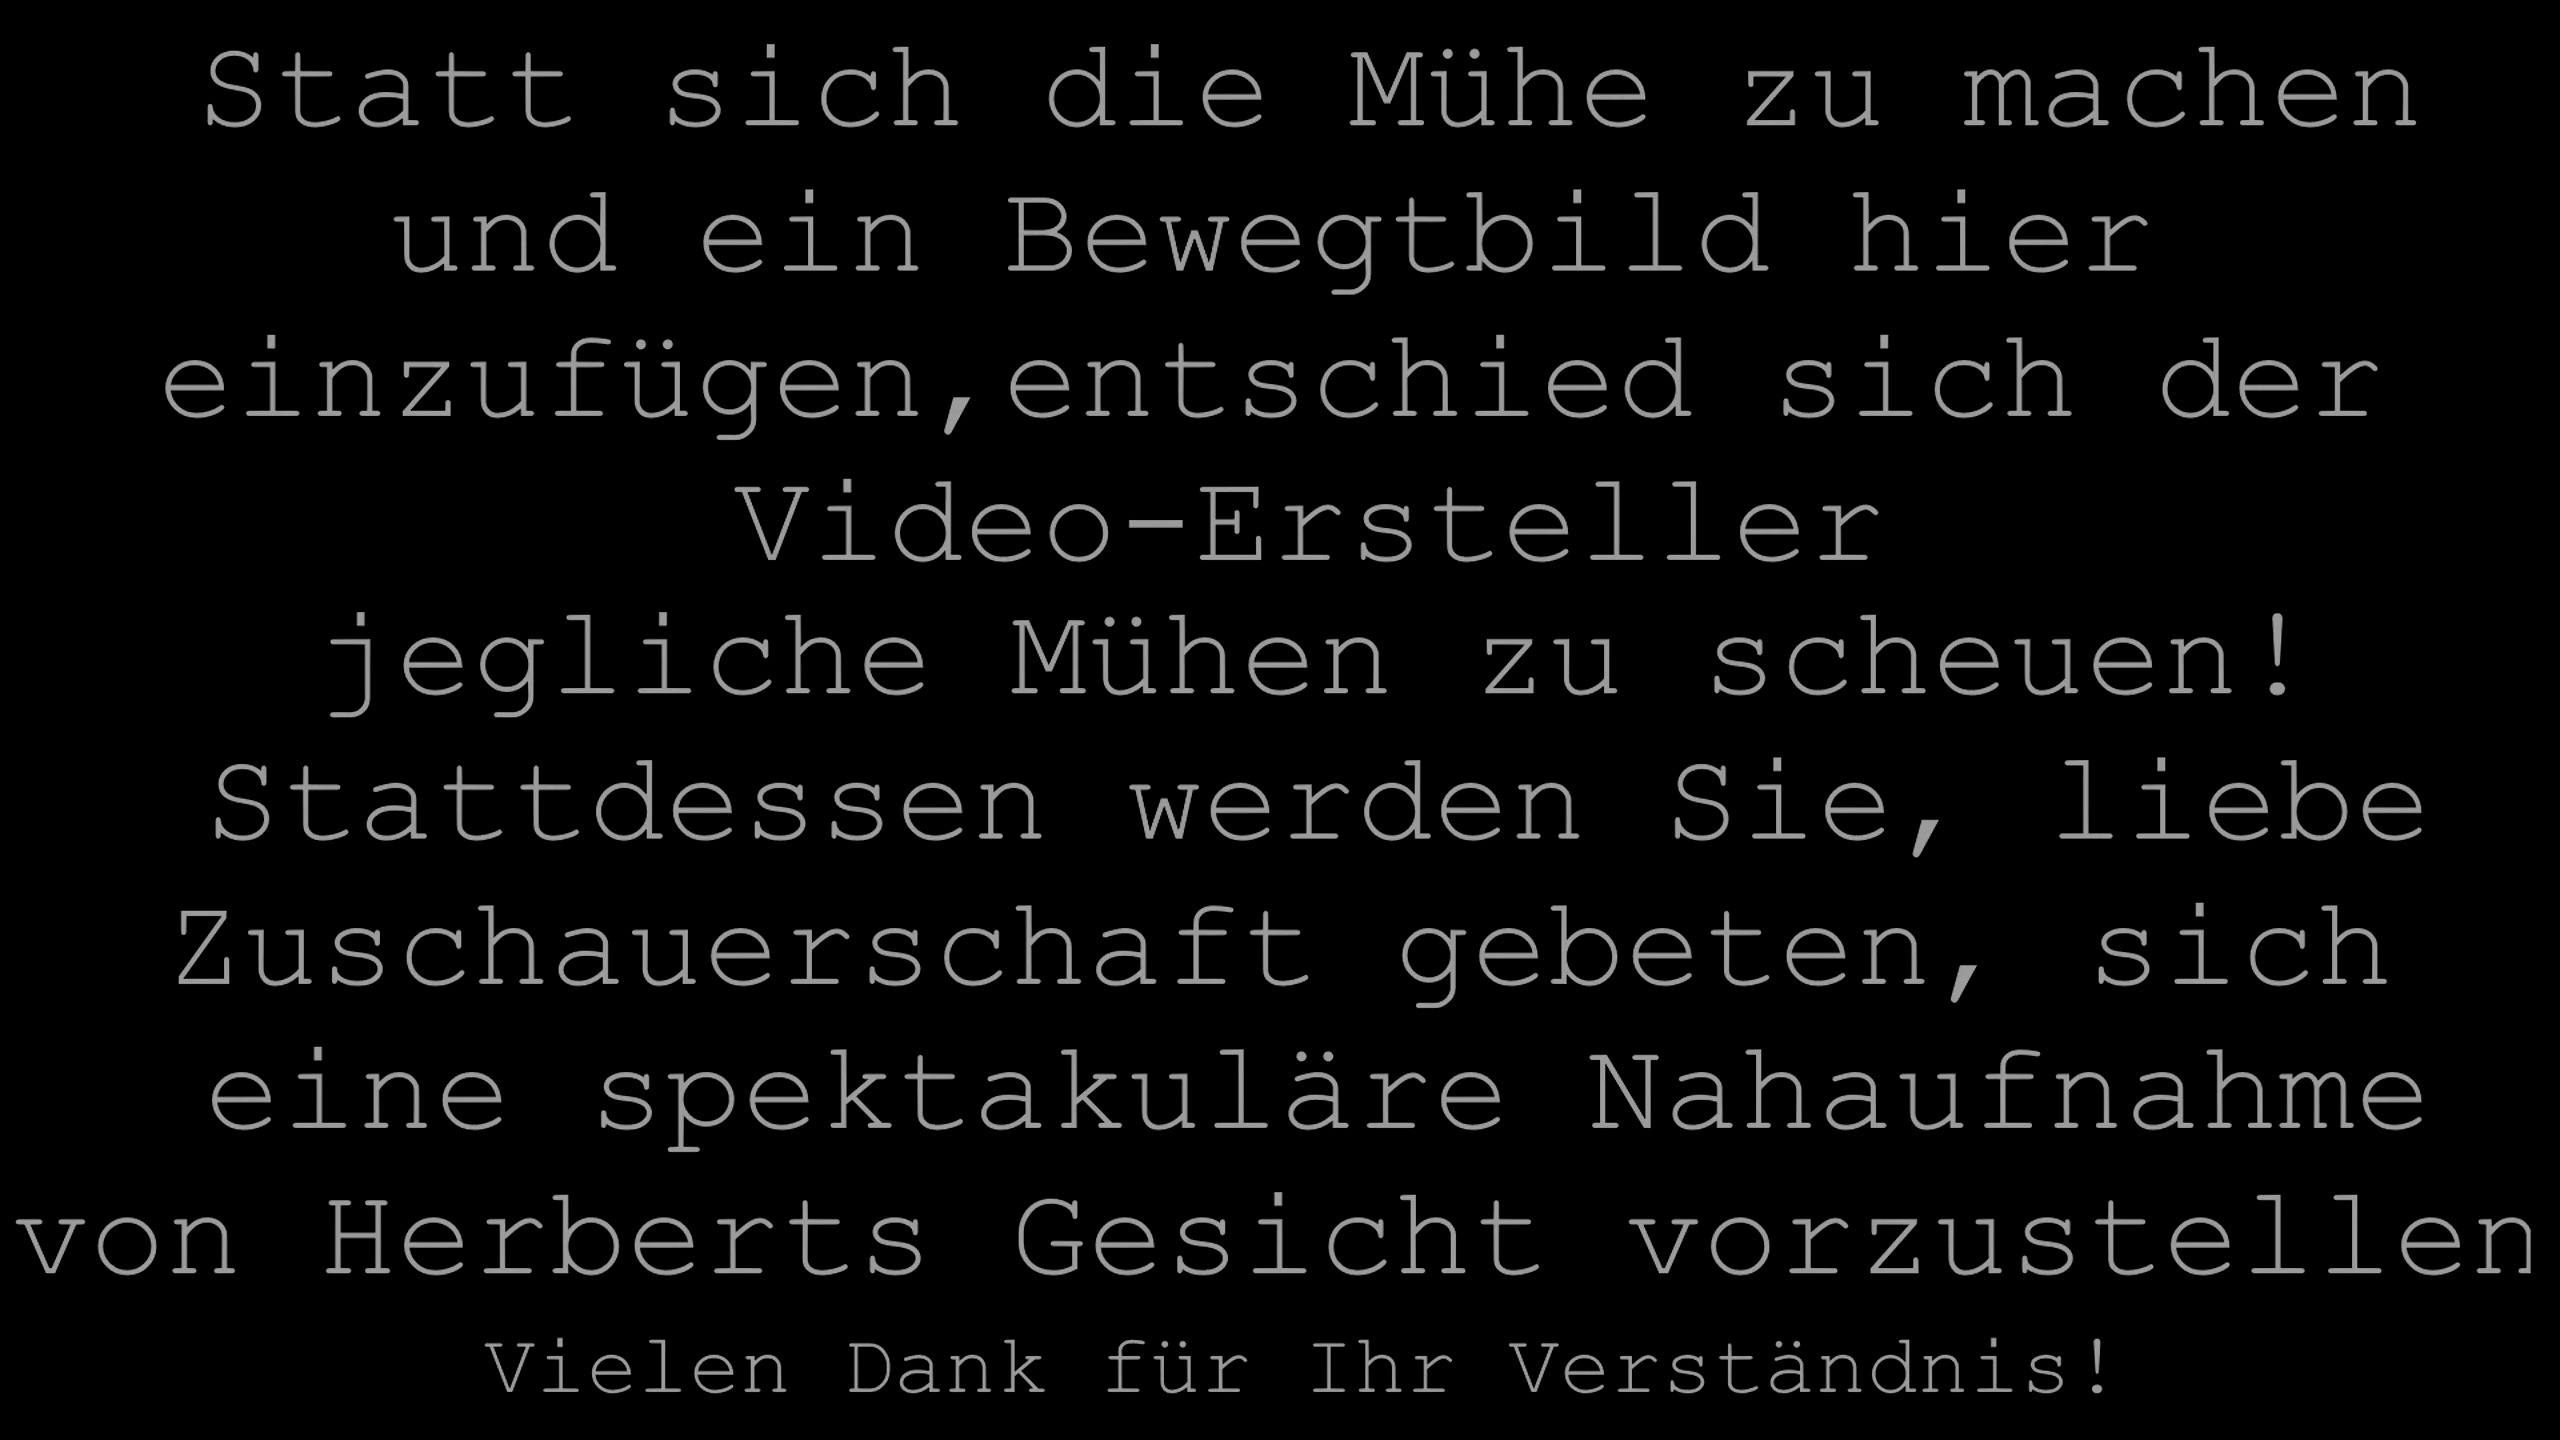 Statt sich die Mühe zu machen
und ein Bewegtbild hier
einzufügen,entschied sich der
Video-Ersteller
jegliche Mühen zu scheuen!
Stattdessen werden Sie, liebe
Zuschauerschaft gebeten, sich
eine spektakuläre Nahaufnahme
von Herberts Gesicht vorzustellen
Vielen Dank für Ihr Verständnis!